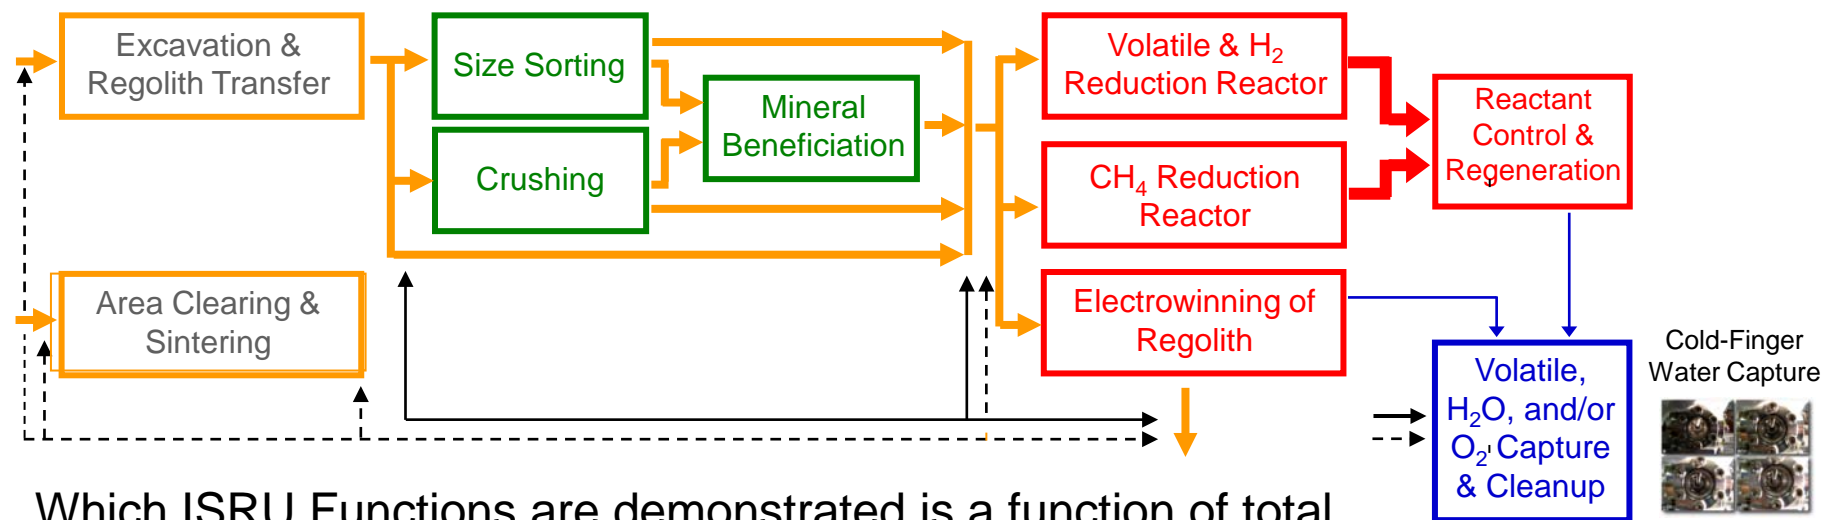 Excavation &
Regolith Transfer
Size Sorting
Crushing
Mineral
Beneficiation
Volatile & H₂
Reduction Reactor
CH₄ Reduction
Reactor
Electrowinning of
Regolith
Reactant
Control &
Regeneration
Area Clearing &
Sintering
Volatile,
H₂O, and/or
O₂ Capture
& Cleanup
Cold-Finger
Water Capture
Which ISRU Functions are demonstrated is a function of total